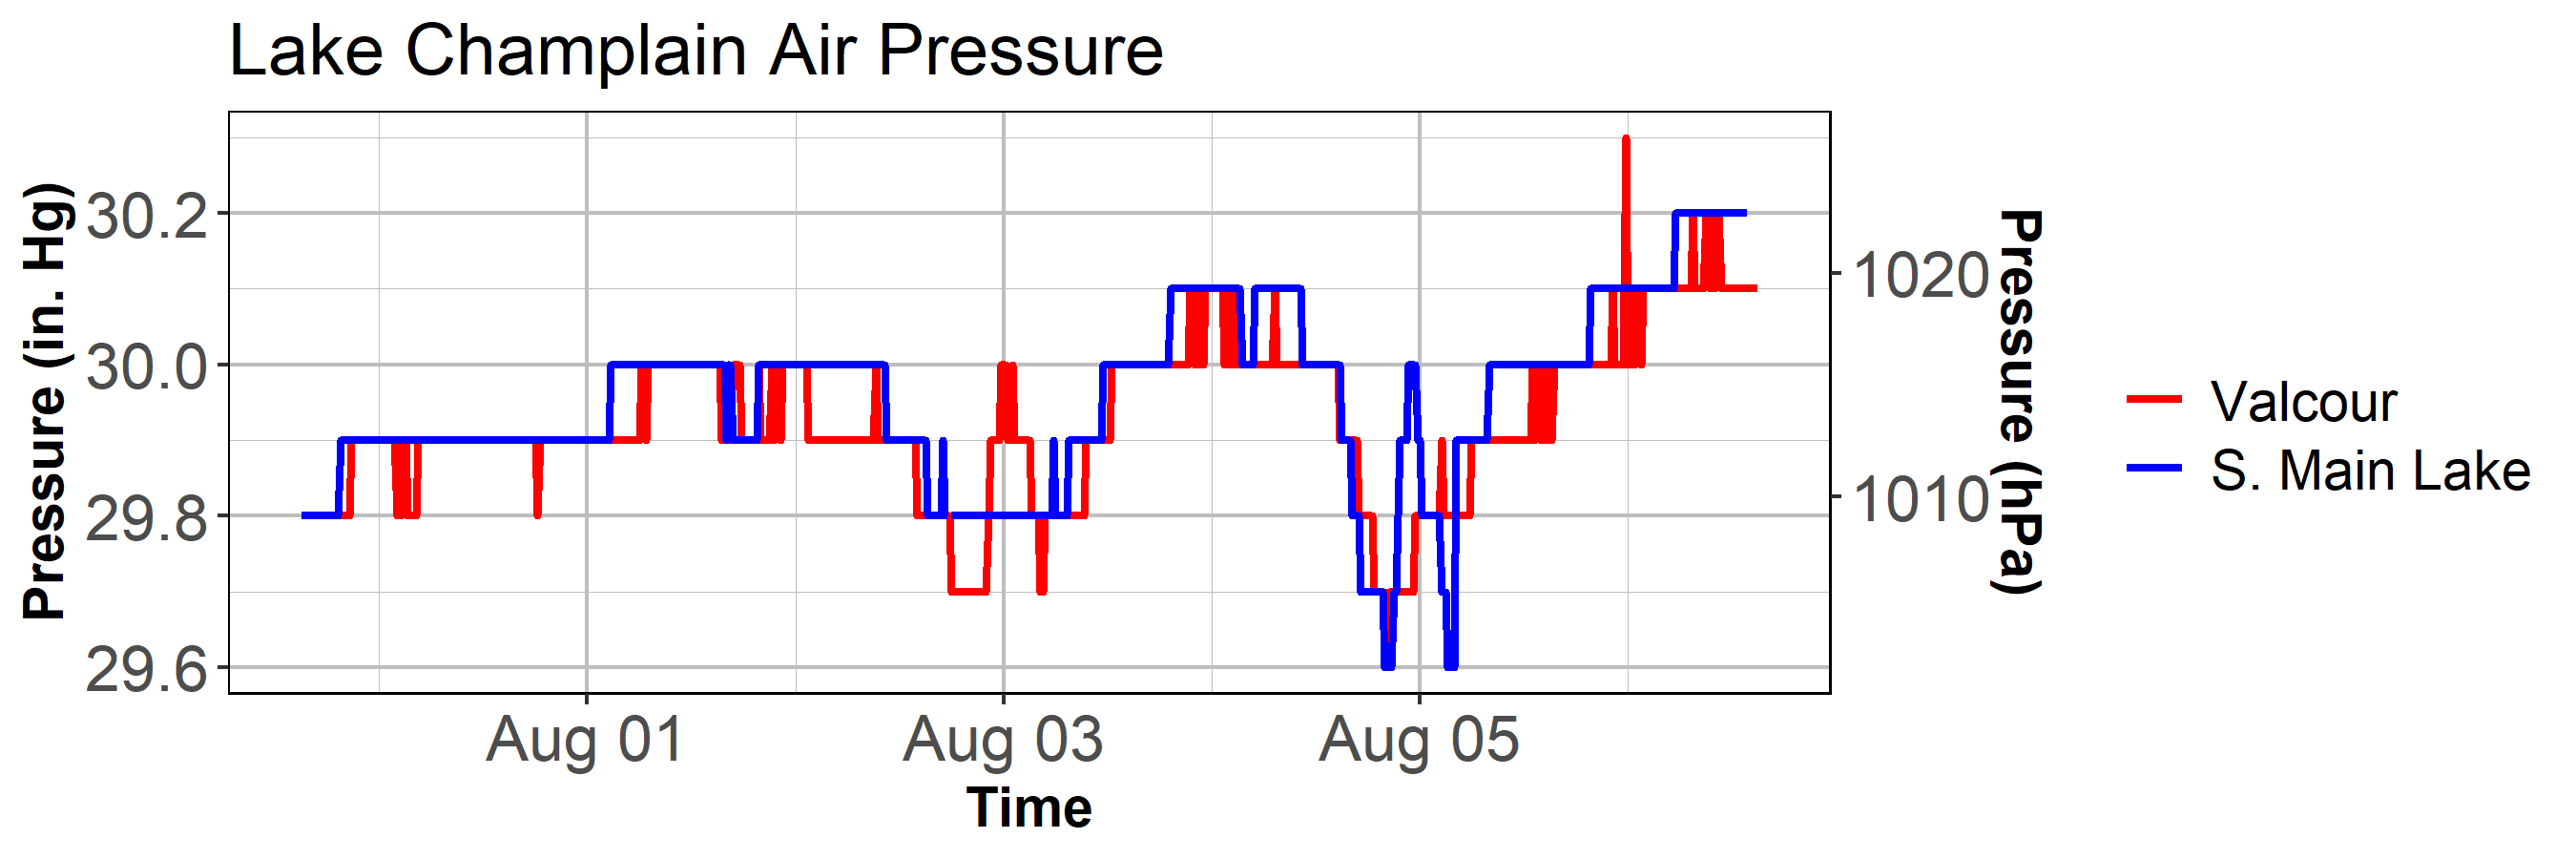 Lake Champlain Air Pressure
Pressure (in. Hg)
30.2
30.0
29.8
29.6
1020
1010
Pressure (hPa)
Aug 01
Aug 03
Aug 05
Time
Valcour
S. Main Lake